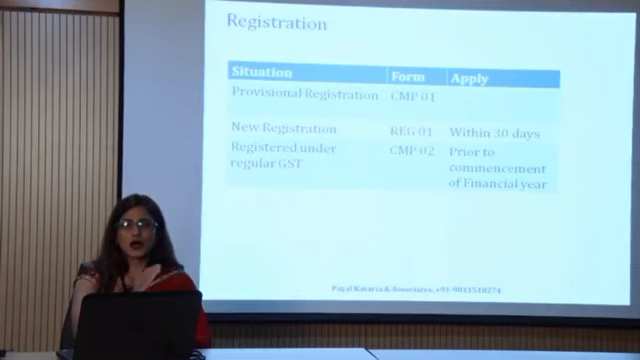 Registration
Situation Form Apply
Provisional Registration CMP 01
New Registration REG 01 Within 30 days
Registered under CMP 02 Prior to
regular GST commencement
of Financial year
Payal Kataria & Associates, +91-9811518274